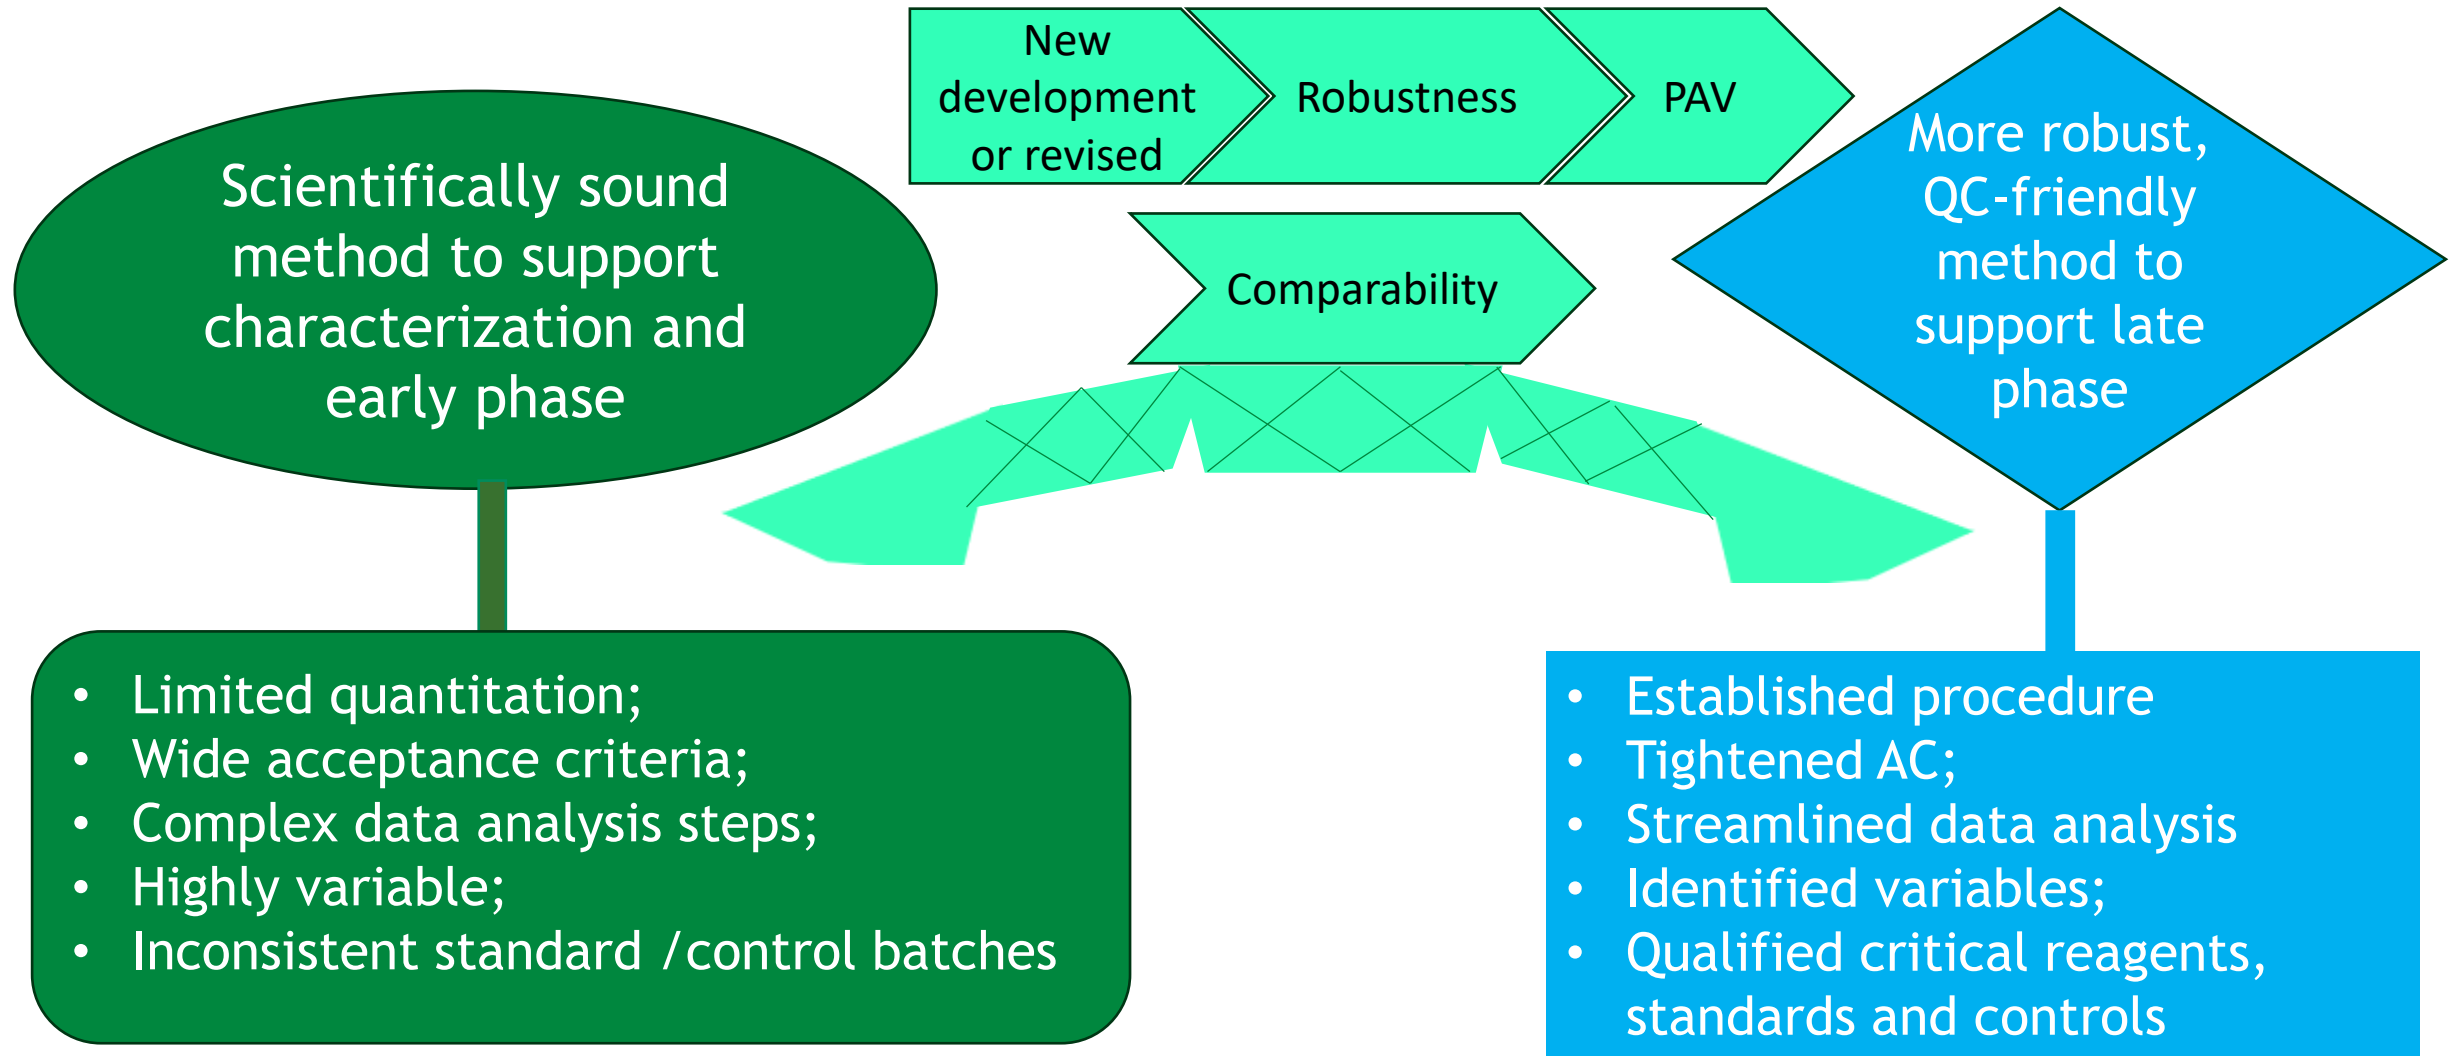 New
development
or revised
Robustness
PAV
Scientifically sound
method to support
characterization and
early phase
Comparability
More robust,
QC-friendly
method to
support late
phase
• Limited quantitation;
• Wide acceptance criteria;
• Complex data analysis steps;
• Highly variable;
• Inconsistent standard /control batches
• Established procedure
• Tightened AC;
• Streamlined data analysis
• Identified variables;
• Qualified critical reagents,
standards and controls